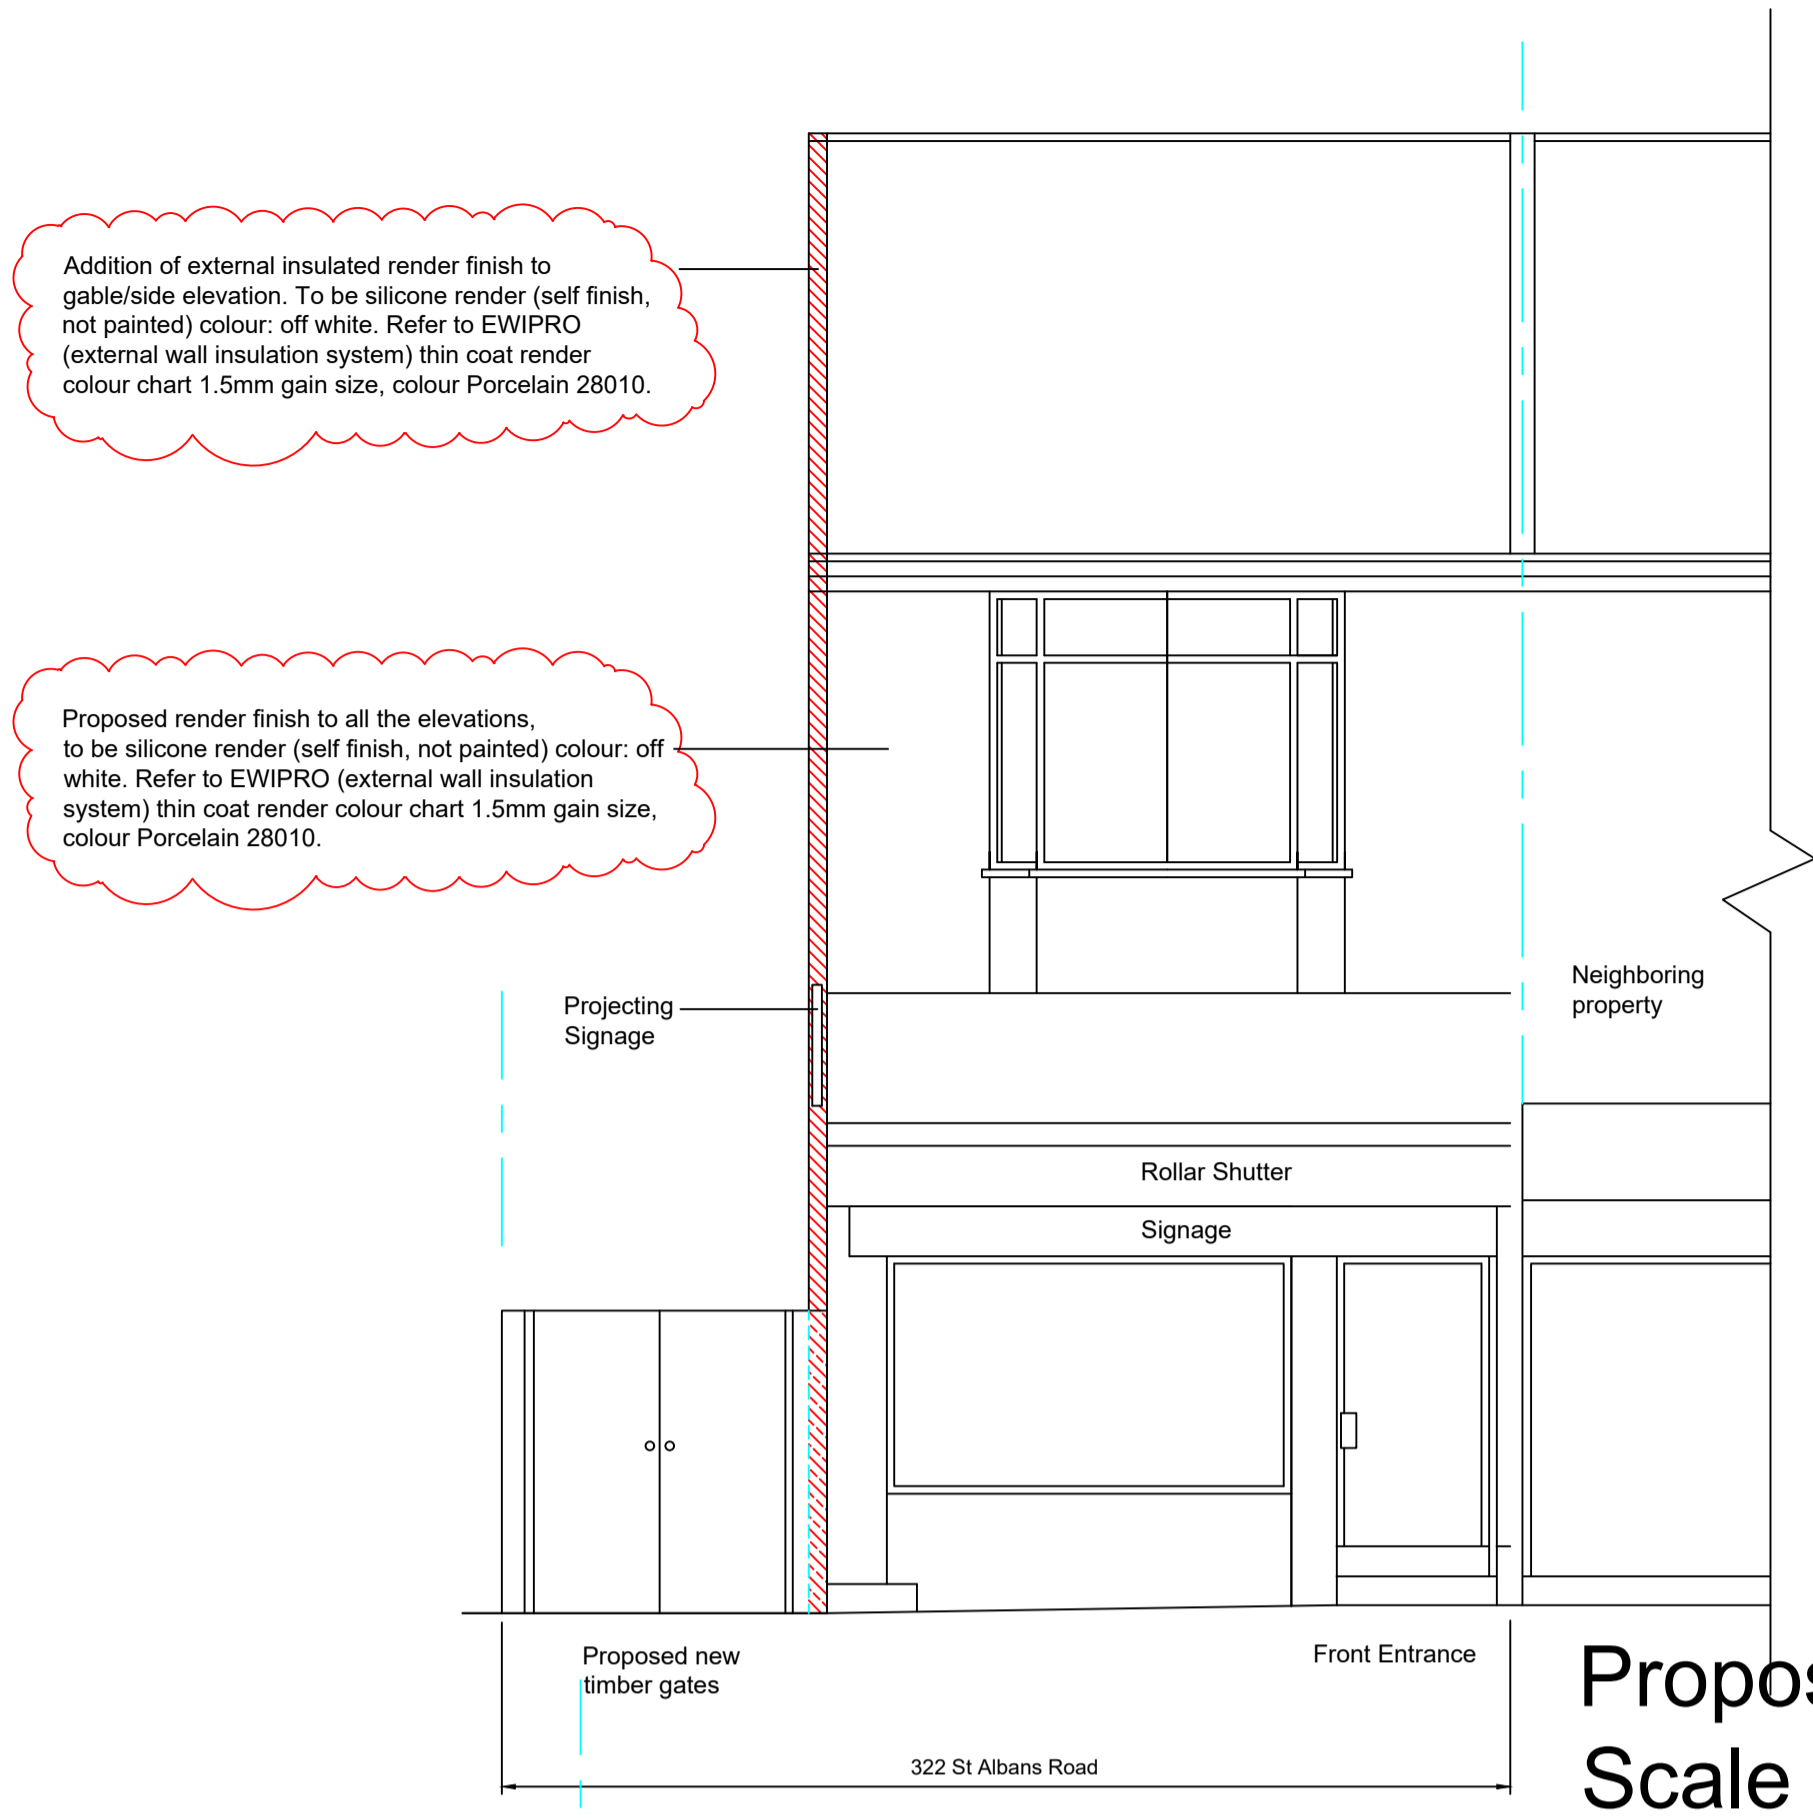 Addition of external insulated render finish to
gable/side elevation. To be silicone render (self finish,
not painted) colour: off white. Refer to EWIPRO
(external wall insulation system) thin coat render
colour chart 1.5mm gain size, colour Porcelain 28010.
Proposed render finish to all the elevations,
to be silicone render (self finish, not painted) colour: off
white. Refer to EWIPRO (external wall insulation
system) thin coat render colour chart 1.5mm gain size,
colour Porcelain 28010.
Projecting
Signage
Neighboring
property
Rollar Shutter
Signage
Proposed new
timber gates
Front Entrance
322 St Albans Road
Scale